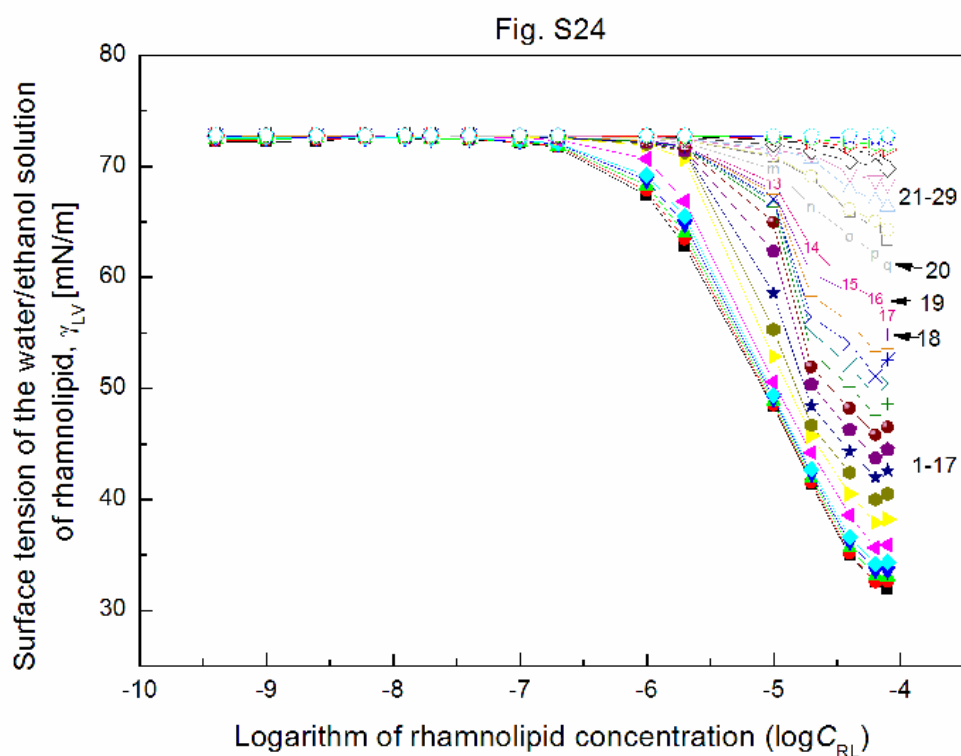 Fig. S24
80
70
60
50
40
30
-10
-9
-8
-7
-6
-5
-4
Surface tension of the water/ethanol solution
of rhamnolipid, γLV [mN/m]
Logarithm of rhamnolipid concentration (logCRL)
m
13
n
14
o
p
q
15
16
17
21-29
20
19
18
1-17